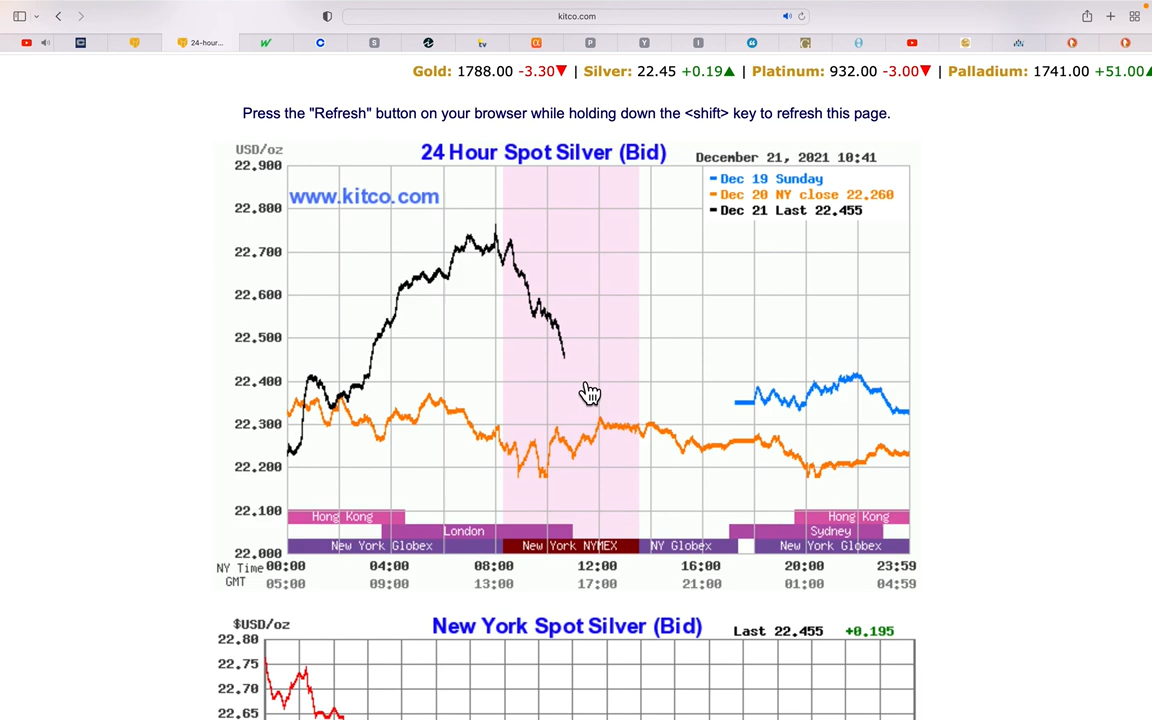 kitco.com
24-hour...
Gold: 1788.00 -3.30▼ | Silver: 22.45 +0.19▲ | Platinum: 932.00 -3.00▼ | Palladium: 1741.00 +51.00▲
Press the "Refresh" button on your browser while holding down the <shift> key to refresh this page.
USD/oz
24 Hour Spot Silver (Bid)
December 21, 2021 10:41
22.900
www.kitco.com
Dec 19 Sunday
Dec 20 NY close 22.260
Dec 21 Last 22.455
22.800
22.700
22.600
22.500
22.400
22.300
22.200
22.100
22.000
Hong Kong
Hong Kong
London
Sydney
New York Globex
New York NYMEX
NY Globex
New York Globex
NY Time 00:00 04:00 08:00 12:00 16:00 20:00 23:59
GMT 05:00 09:00 13:00 17:00 21:00 01:00 04:59
$USD/oz
New York Spot Silver (Bid)
Last 22.455 +0.195
22.80
22.75
22.70
22.65